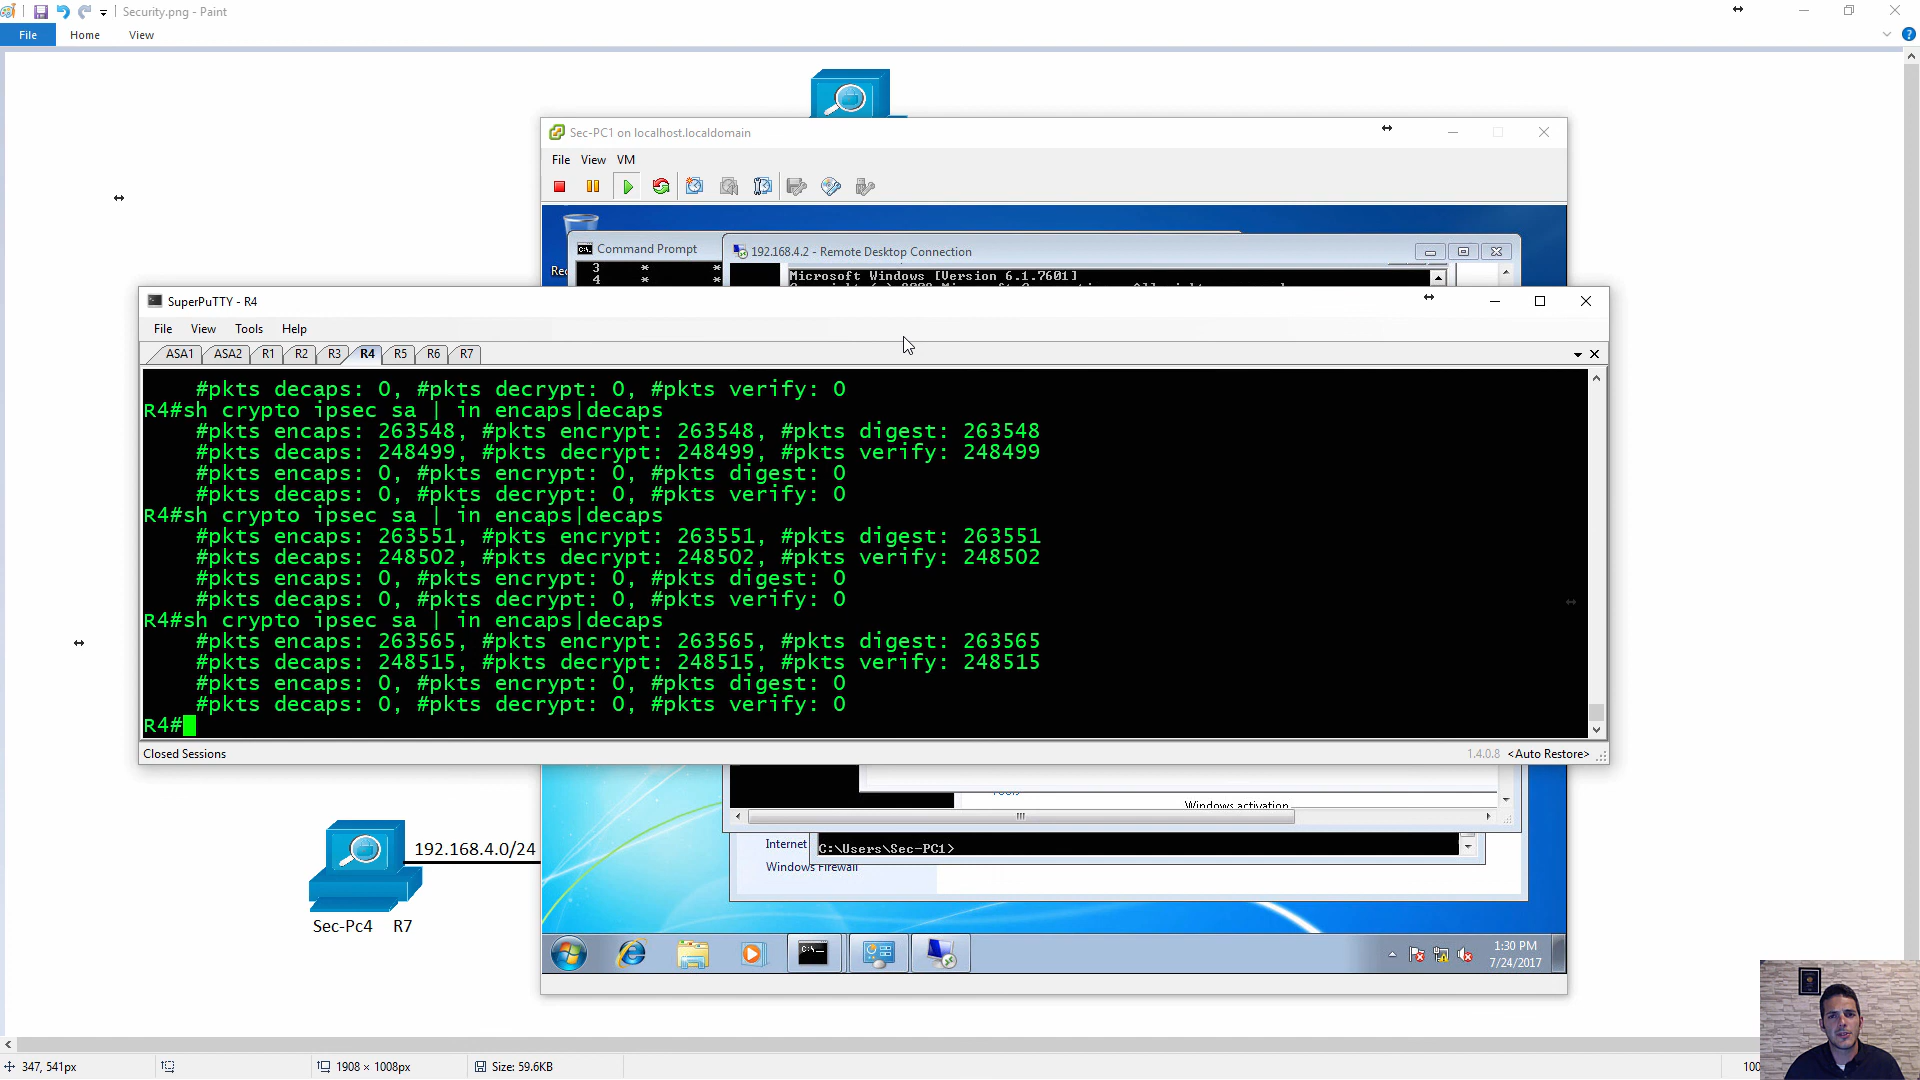 Security.png - Paint
File Home View
Sec-PC1 on localhost.localdomain
File View VM
Command Prompt
192.168.4.2 - Remote Desktop Connection
3 * *
4 * *
Microsoft Windows [Version 6.1.7601]
SuperPuTTY - R4
File View Tools Help
ASA1 ASA2 R1 R2 R3 R4 R5 R6 R7
#pkts decaps: 0, #pkts decrypt: 0, #pkts verify: 0
R4#sh crypto ipsec sa | in encaps|decaps
#pkts encaps: 263548, #pkts encrypt: 263548, #pkts digest: 263548
#pkts decaps: 248499, #pkts decrypt: 248499, #pkts verify: 248499
#pkts encaps: 0, #pkts encrypt: 0, #pkts digest: 0
#pkts decaps: 0, #pkts decrypt: 0, #pkts verify: 0
R4#sh crypto ipsec sa | in encaps|decaps
#pkts encaps: 263551, #pkts encrypt: 263551, #pkts digest: 263551
#pkts decaps: 248502, #pkts decrypt: 248502, #pkts verify: 248502
#pkts encaps: 0, #pkts encrypt: 0, #pkts digest: 0
#pkts decaps: 0, #pkts decrypt: 0, #pkts verify: 0
R4#sh crypto ipsec sa | in encaps|decaps
#pkts encaps: 263565, #pkts encrypt: 263565, #pkts digest: 263565
#pkts decaps: 248515, #pkts decrypt: 248515, #pkts verify: 248515
#pkts encaps: 0, #pkts encrypt: 0, #pkts digest: 0
#pkts decaps: 0, #pkts decrypt: 0, #pkts verify: 0
R4#
Closed Sessions
1.4.0.8 <Auto Restore>
Windows activation
Internet
C:\Users\Sec-PC1>
Windows Firewall
192.168.4.0/24
Sec-Pc4 R7
1:30 PM
7/24/2017
347, 541px
1908 × 1008px
Size: 59.6KB